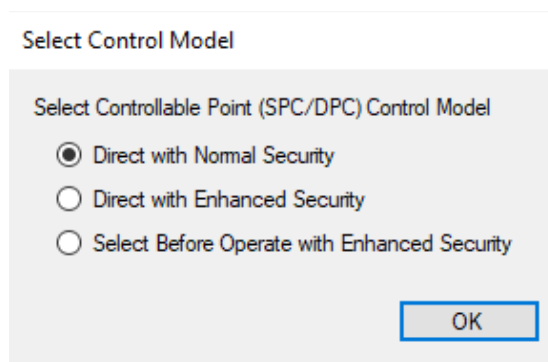 Select Control Model
Select Controllable Point (SPC/DPC) Control Model
Direct with Normal Security
Direct with Enhanced Security
Select Before Operate with Enhanced Security
OK